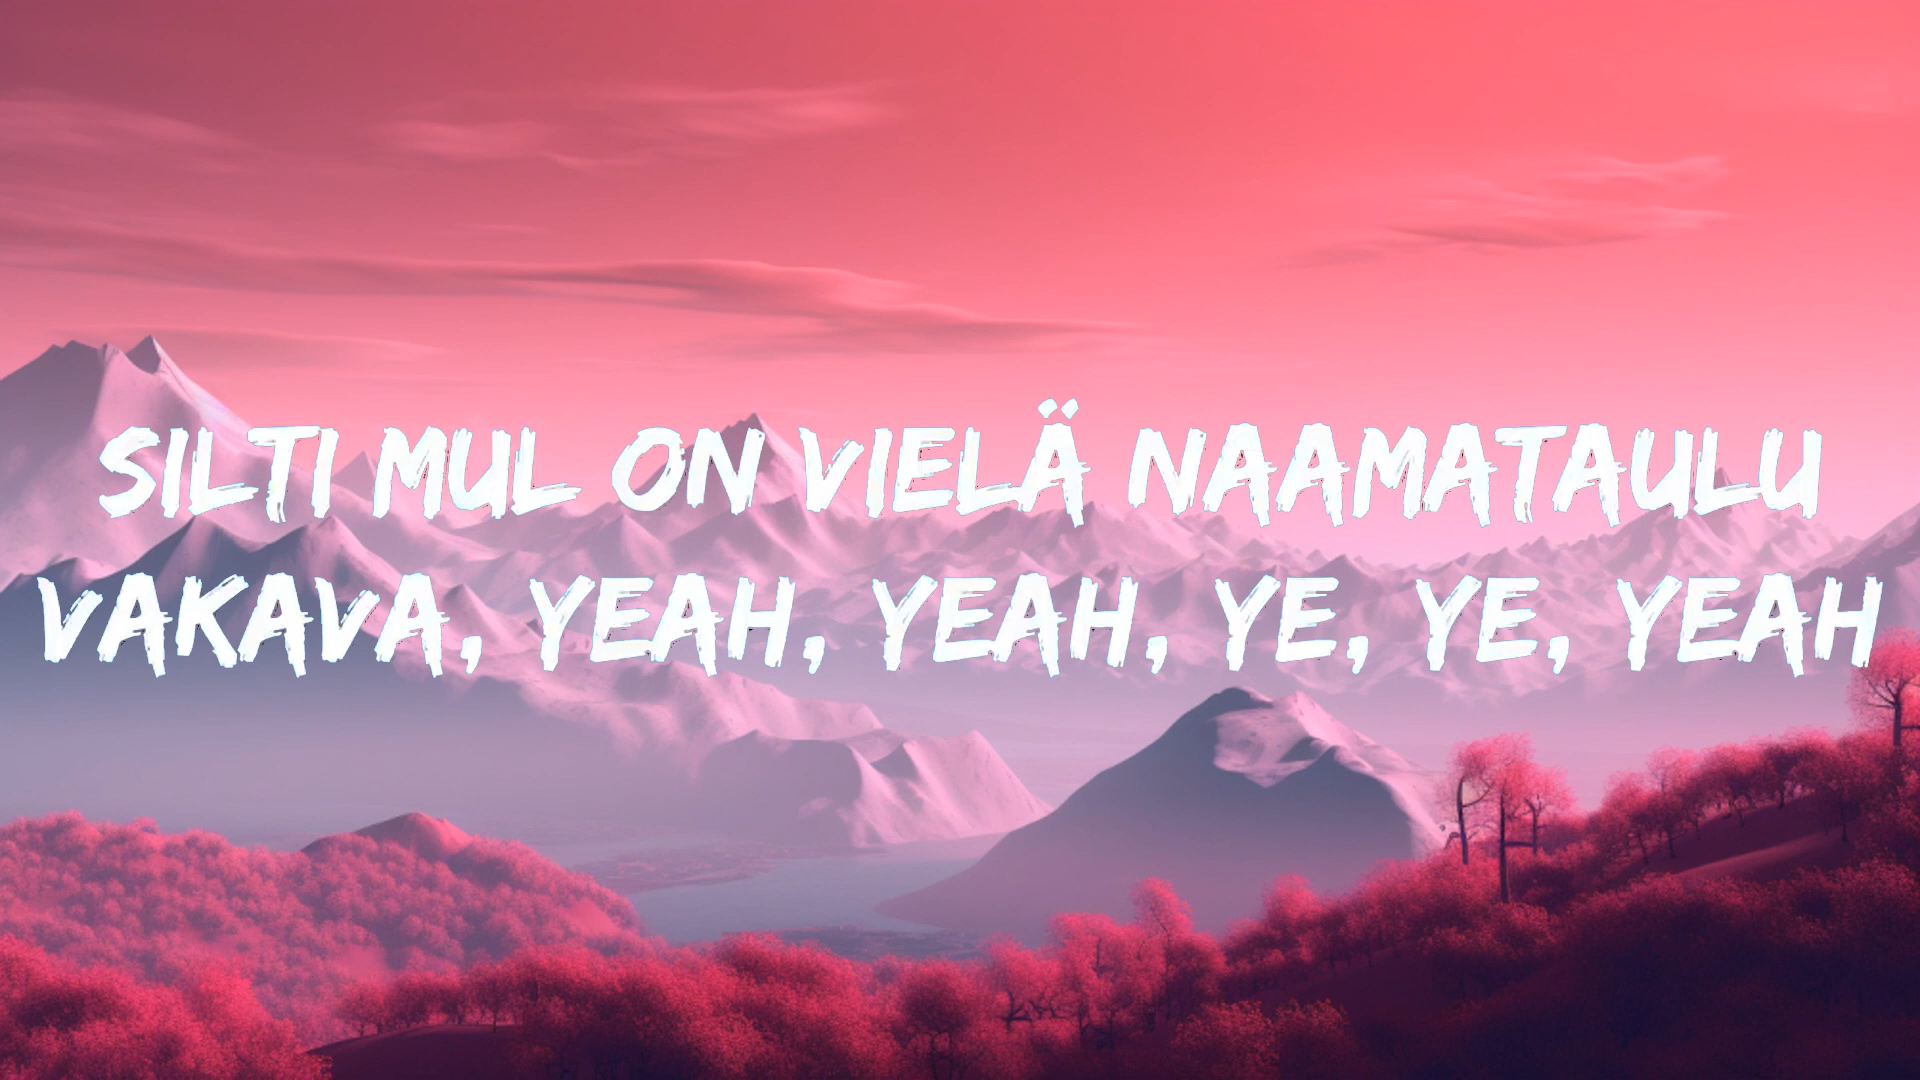 SILTI MUL ON VIELÄ NAAMATAULU
VAKAVA, YEAH, YEAH, YE, YE, YEAH